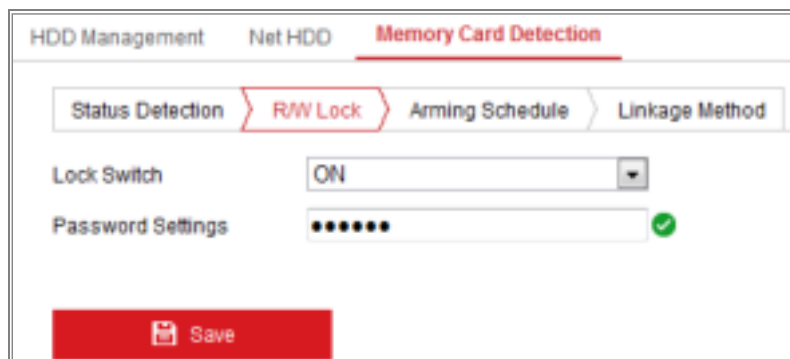 HDD Management Net HDD Memory Card Detection
Status Detection R/W Lock Arming Schedule Linkage Method
Lock Switch ON
Password Settings ●●●●●●
Save